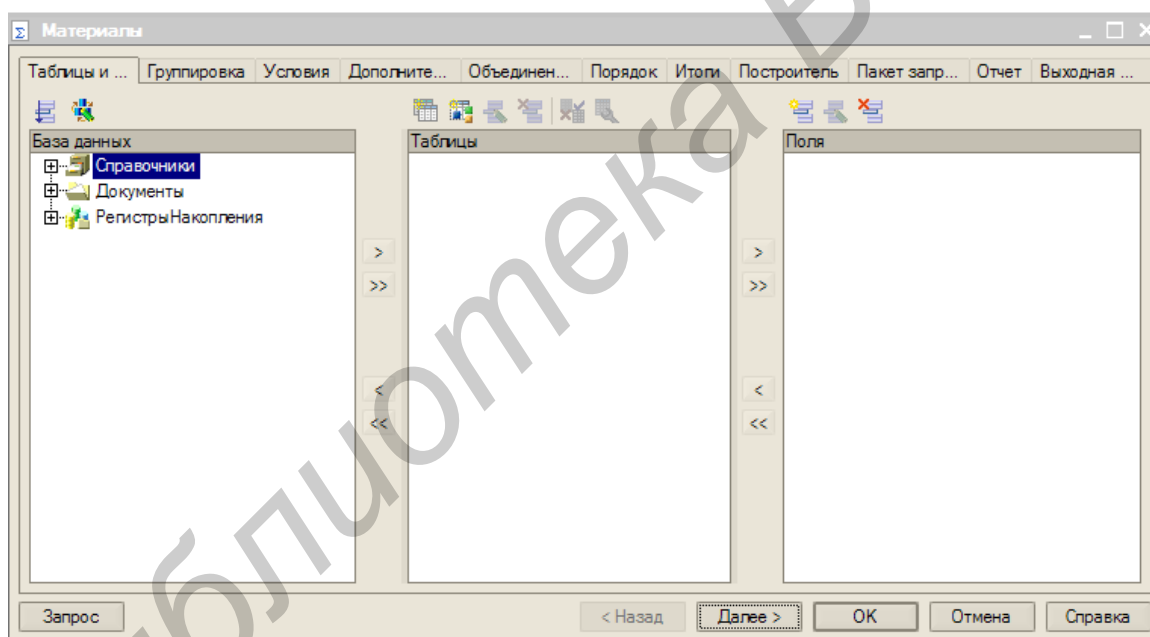 Материалы
Таблицы и ... Группировка Условия Дополните... Объединен... Порядок Итоги Построитель Пакет запр... Отчет Выходная ...
База данных Таблицы Поля
Справочники
Документы
РегистрыНакопления
> >
>> >>
< <
<< <<
Запрос < Назад Далее > OK Отмена Справка